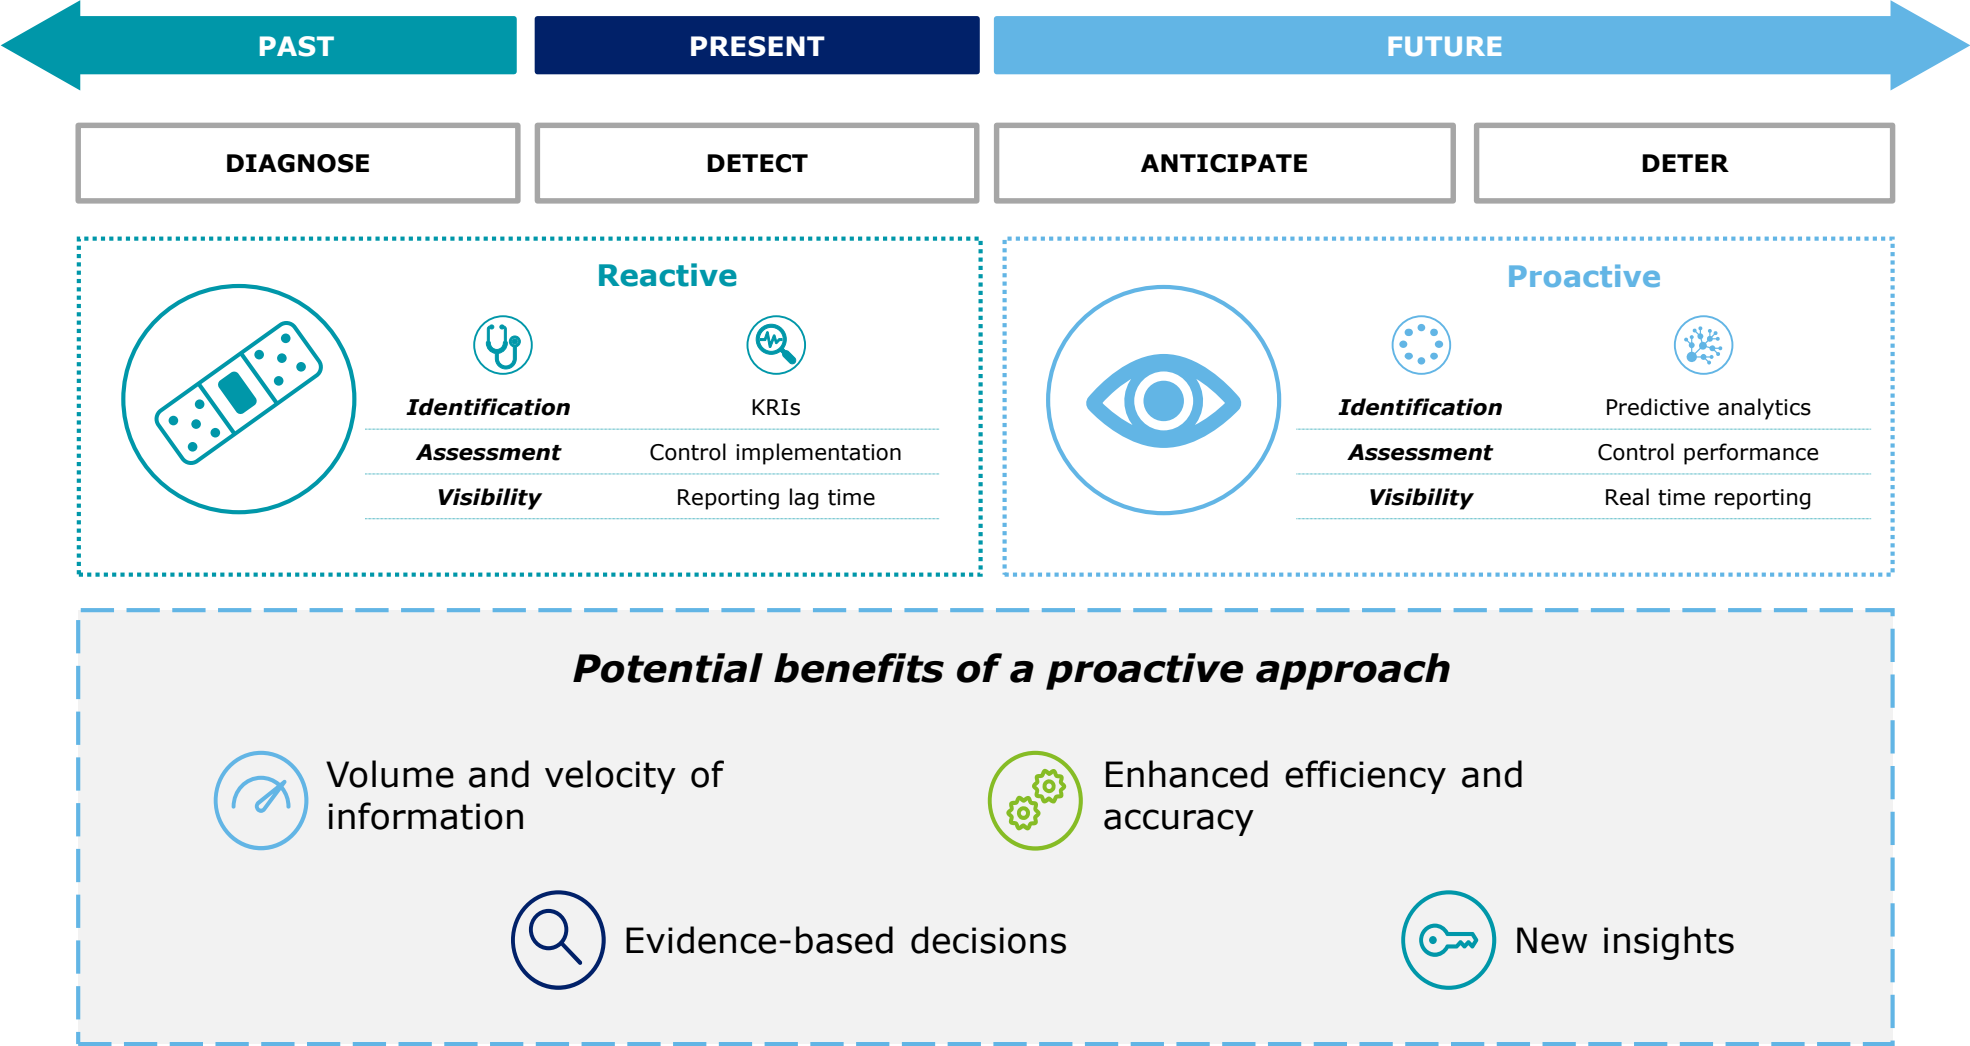 PAST
PRESENT
FUTURE
DIAGNOSE
DETECT
ANTICIPATE
DETER
Reactive
Identification KRIs
Assessment Control implementation
Visibility Reporting lag time
Proactive
Identification Predictive analytics
Assessment Control performance
Visibility Real time reporting
Potential benefits of a proactive approach
Volume and velocity of
information
Enhanced efficiency and
accuracy
Evidence-based decisions
New insights